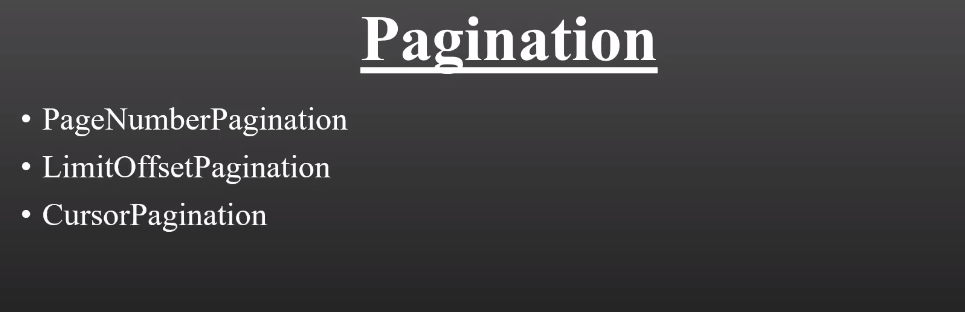 Pagination
• PageNumberPagination
• LimitOffsetPagination
• CursorPagination